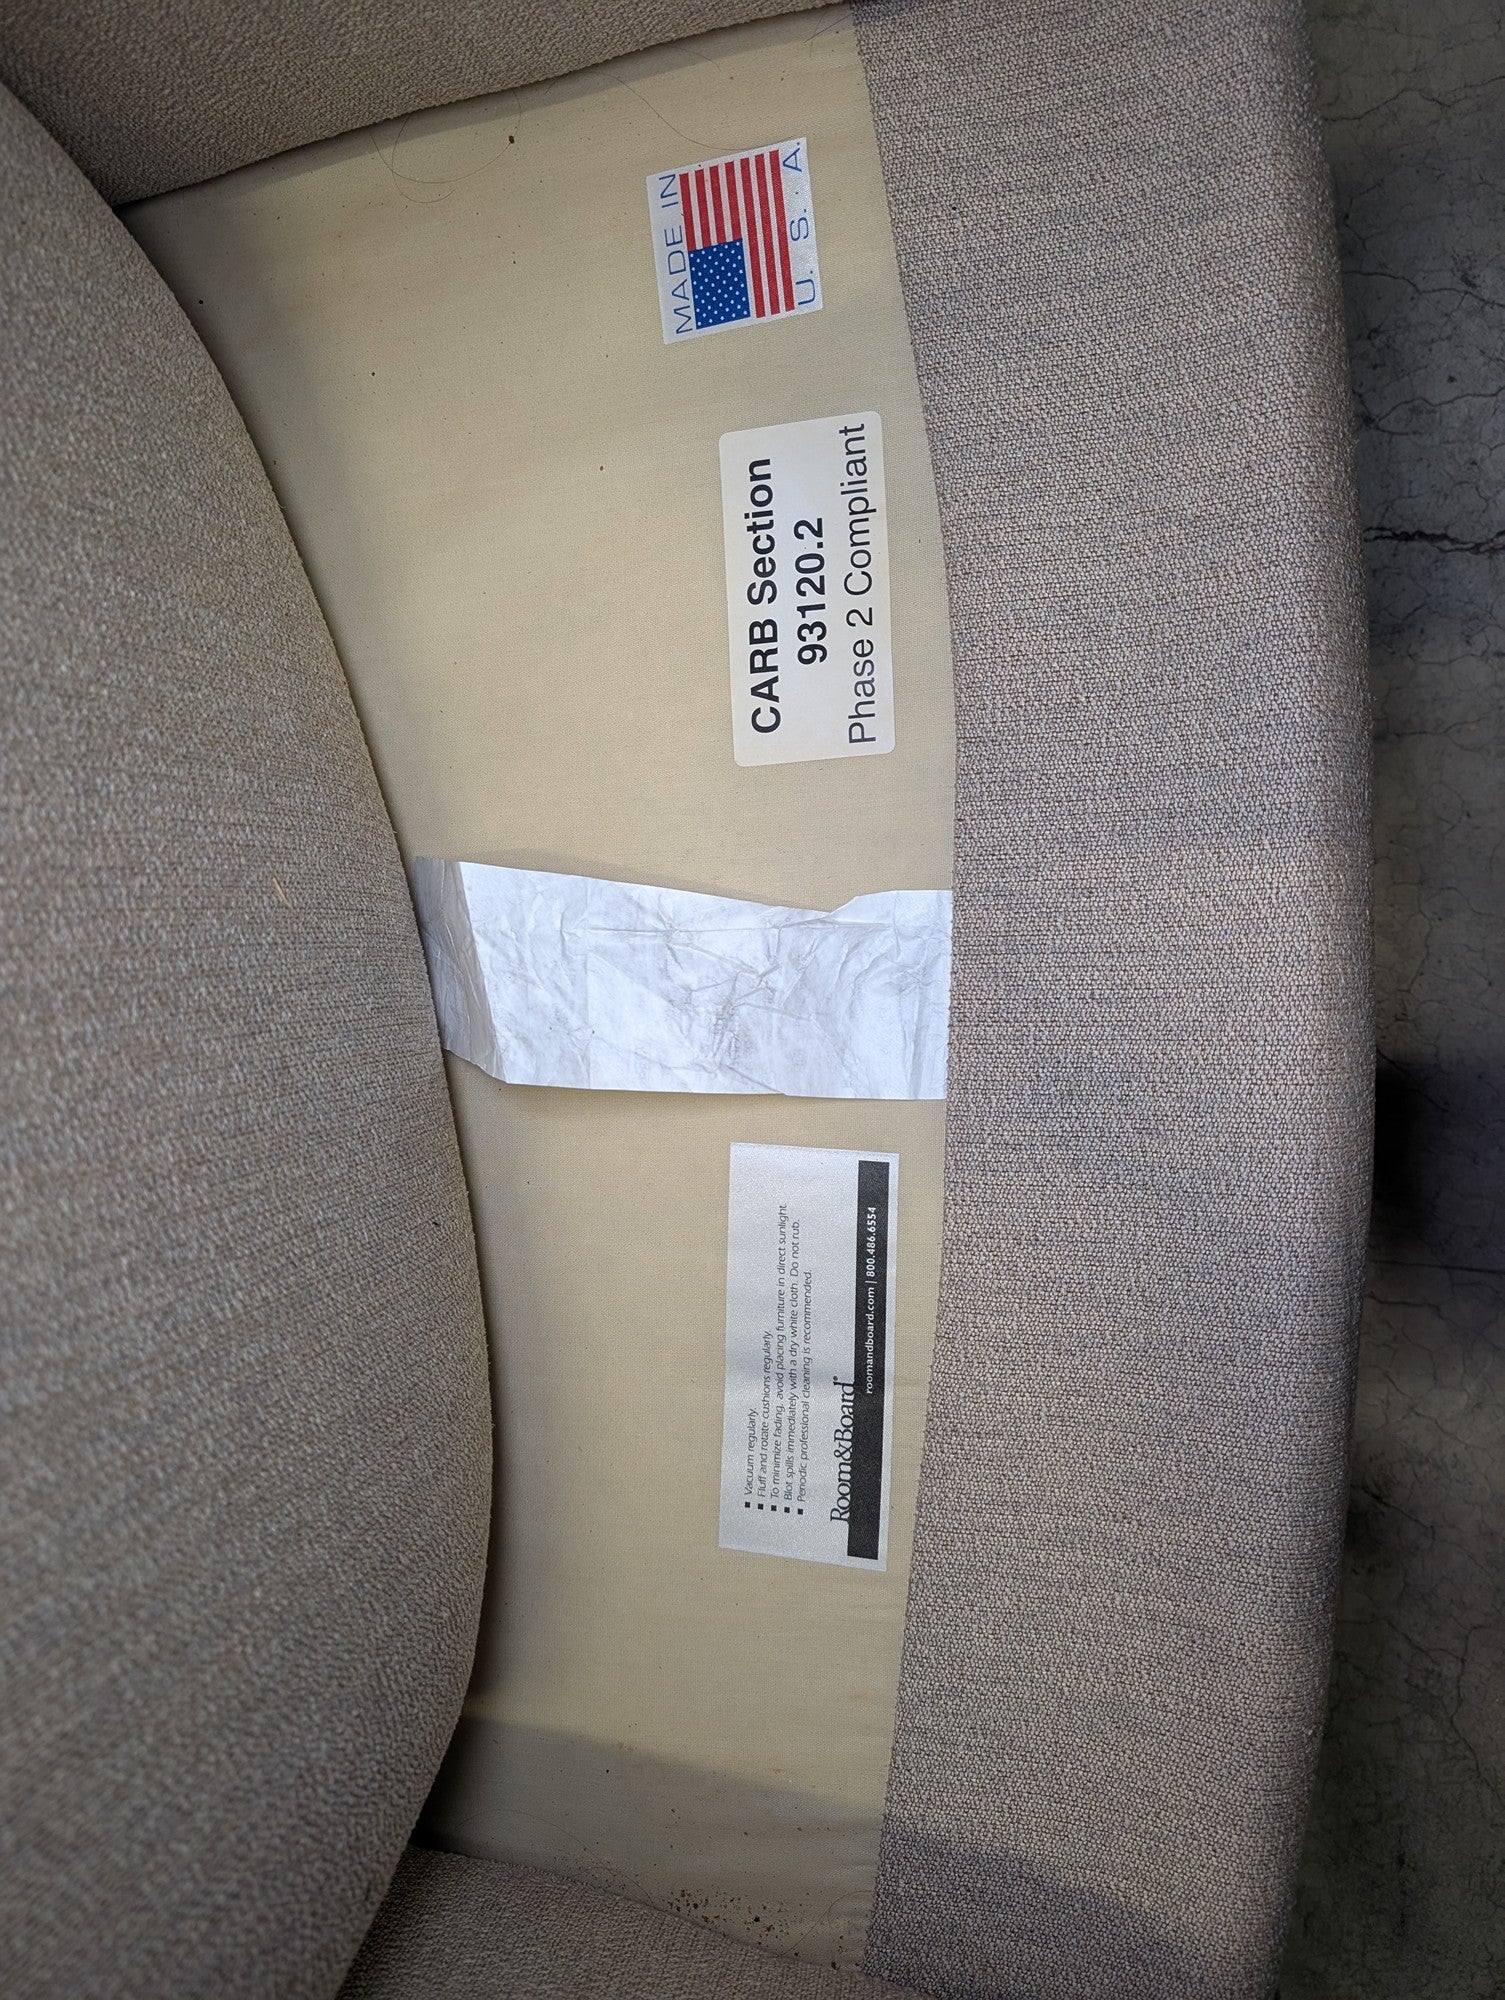 MADE IN
U. S. A.
CARB Section
93120.2
Phase 2 Compliant
■ Vacuum regularly.
■ Fluff and rotate cushions regularly.
■ To minimize fading, avoid placing furniture in direct sunlight
■ Blot spills immediately with a dry white cloth. Do not rub.
■ Periodic professional cleaning is recommended.
Room&Board®
roomandboard.com | 800.486.6554